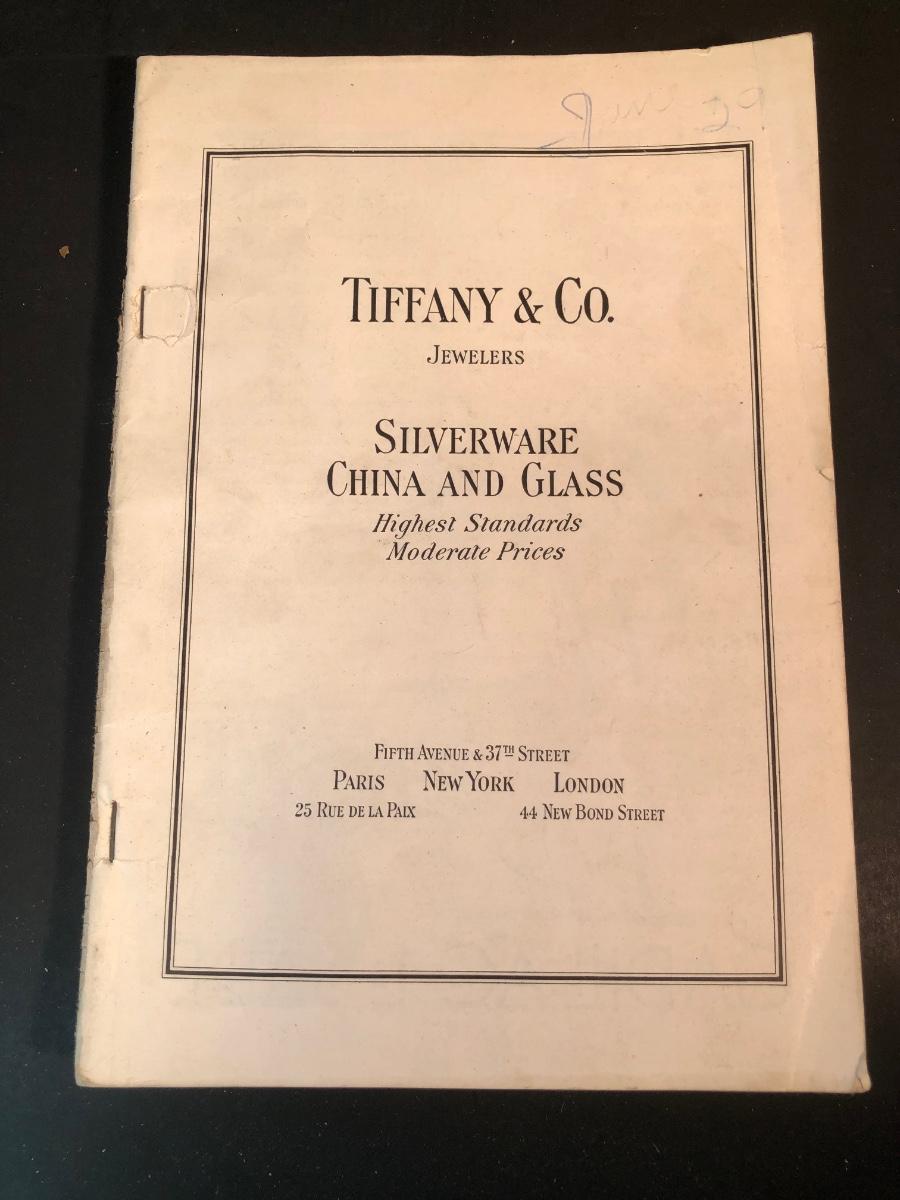 June 29
TIFFANY & CO.
JEWELERS
SILVERWARE
CHINA AND GLASS
Highest Standards
Moderate Prices
FIFTH AVENUE & 37TH STREET
PARIS NEW YORK LONDON
25 RUE DE LA PAIX 44 NEW BOND STREET